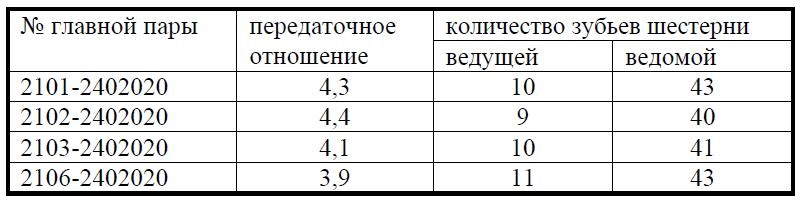 № главной пары передаточное отношение количество зубьев шестерни
ведущей ведомой
2101-2402020 4,3 10 43
2102-2402020 4,4 9 40
2103-2402020 4,1 10 41
2106-2402020 3,9 11 43